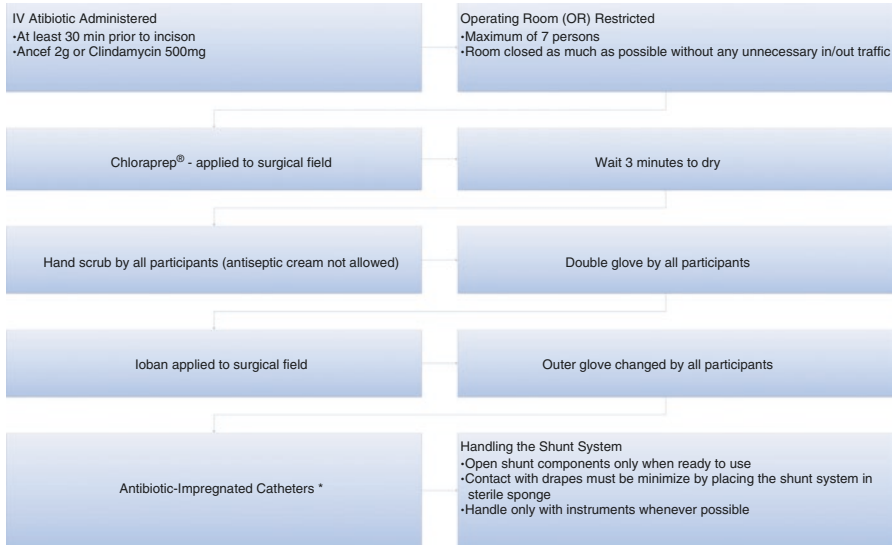 IV Atibiotic Administered
•At least 30 min prior to incison
•Ancef 2g or Clindamycin 500mg
Operating Room (OR) Restricted
•Maximum of 7 persons
•Room closed as much as possible without any unnecessary in/out traffic
Chloraprep® - applied to surgical field
Wait 3 minutes to dry
Hand scrub by all participants (antiseptic cream not allowed)
Double glove by all participants
Ioban applied to surgical field
Outer glove changed by all participants
Antibiotic-Impregnated Catheters *
Handling the Shunt System
•Open shunt components only when ready to use
•Contact with drapes must be minimize by placing the shunt system in
sterile sponge
•Handle only with instruments whenever possible